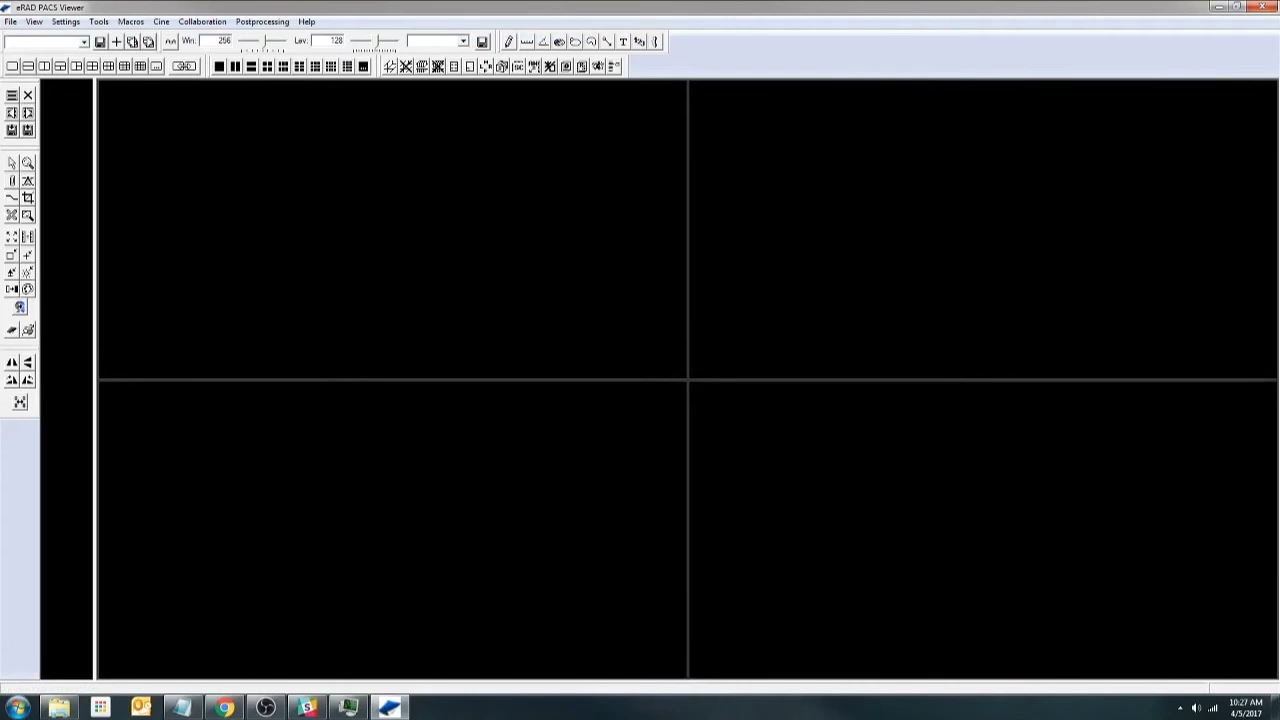 eRAD PACS Viewer
File View Settings Tools Macros Cine Collaboration Postprocessing Help
Win: 256 Lev: 128
T
10:27 AM
4/5/2017